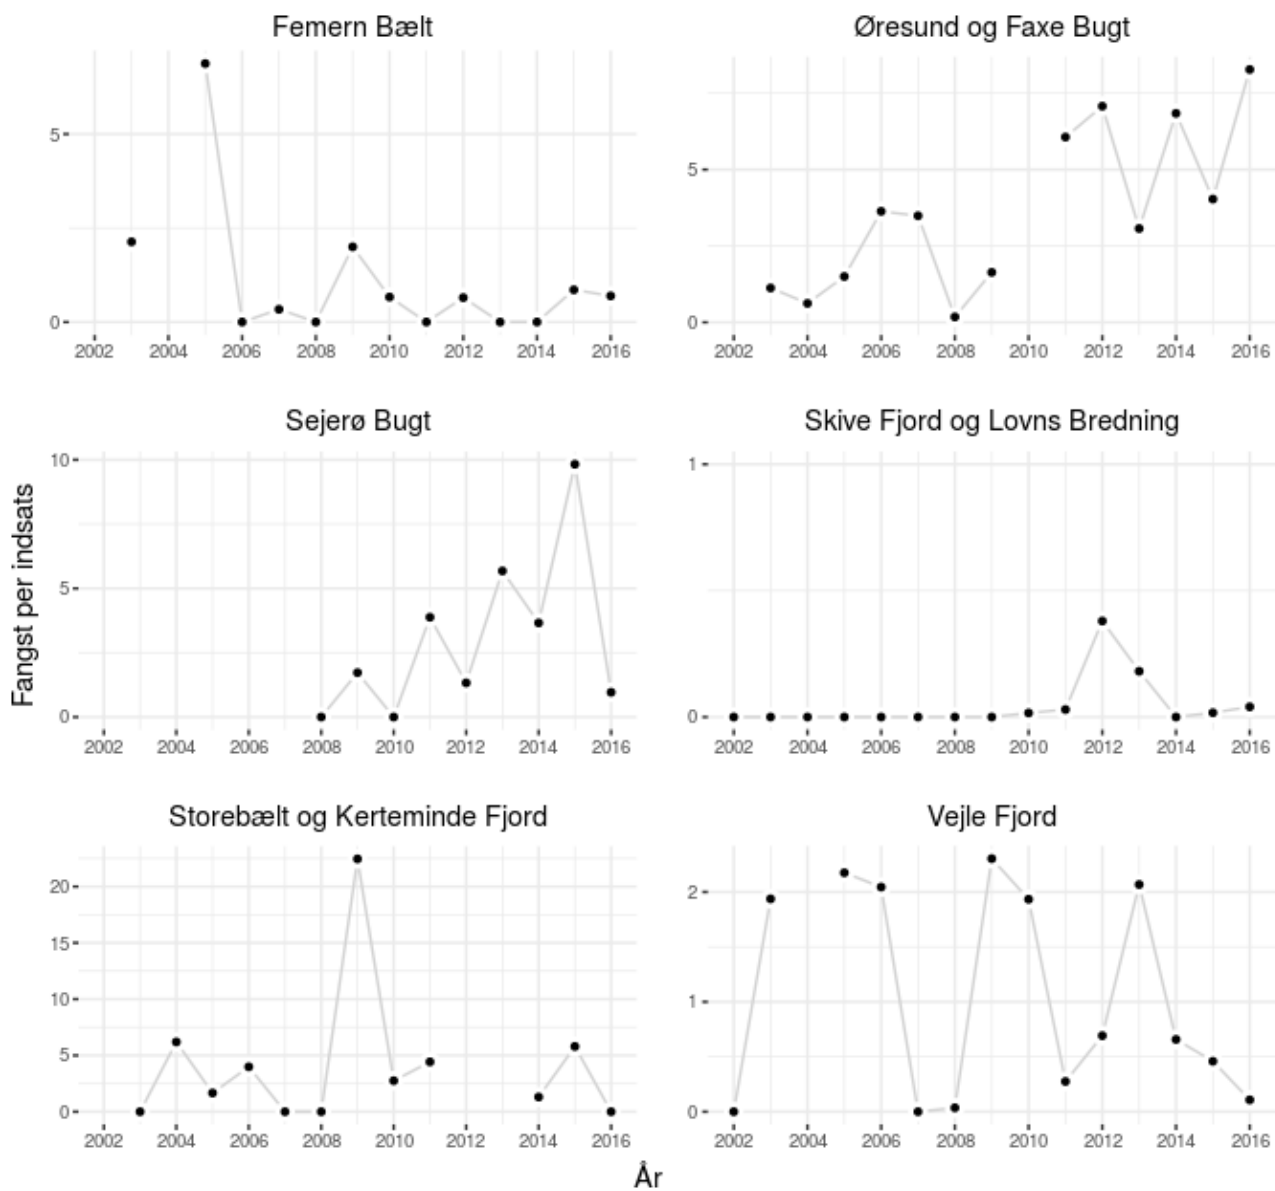 Femern Bælt
Øresund og Faxe Bugt
5
0
2002 2004 2006 2008 2010 2012 2014 2016
5
0
2002 2004 2006 2008 2010 2012 2014 2016
Sejerø Bugt
Skive Fjord og Lovns Bredning
Fangst per indsats
10
5
0
2002 2004 2006 2008 2010 2012 2014 2016
1
0
2002 2004 2006 2008 2010 2012 2014 2016
Storebælt og Kerteminde Fjord
Vejle Fjord
20
15
10
5
0
2002 2004 2006 2008 2010 2012 2014 2016
2
1
0
2002 2004 2006 2008 2010 2012 2014 2016
År